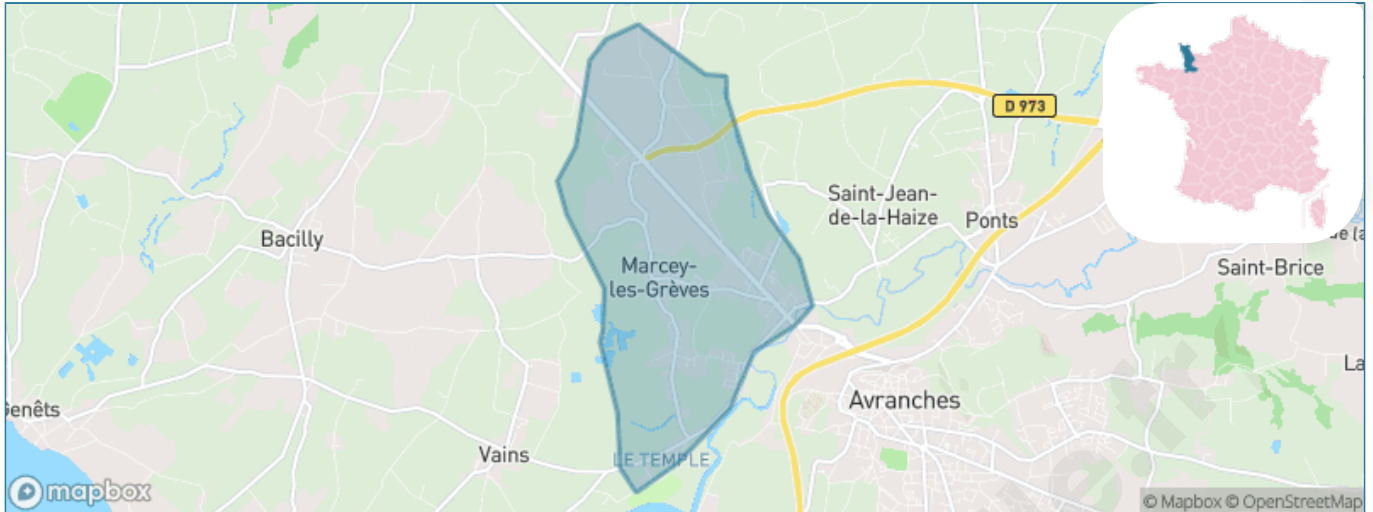 D 973
Saint-Jean-
de-la-Haize
Ponts
Bacilly
Saint-Brice
Marcey-
les-Grèves
Avranches
Genêts
Vains
LE TEMPLE
mapbox
© Mapbox © OpenStreetMap